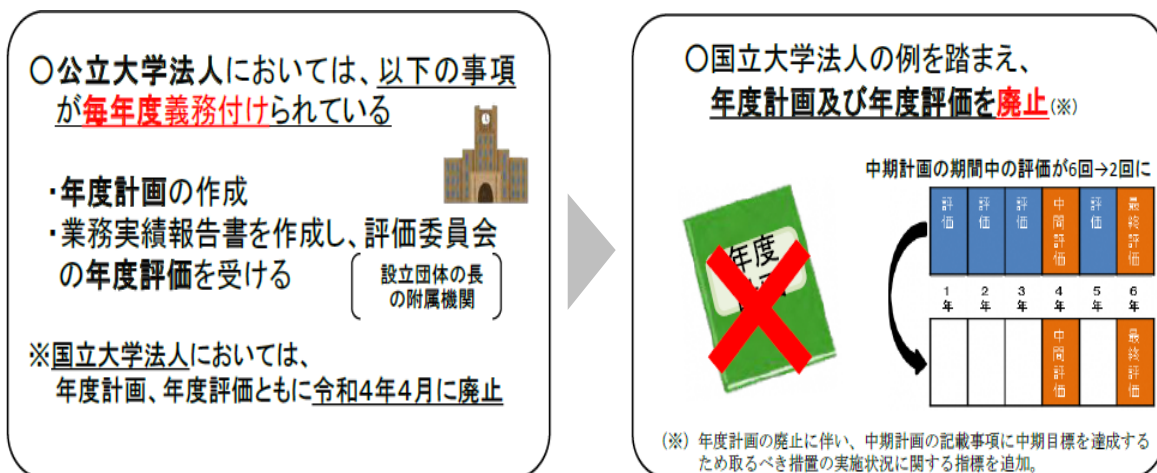 〇公立大学法人においては、以下の事項
が毎年度義務付けられている
・年度計画の作成
・業務実績報告書を作成し、評価委員会
の年度評価を受ける
設立団体の長
の附属機関
※国立大学法人においては、
年度計画、年度評価ともに令和4年4月に廃止
〇国立大学法人の例を踏まえ、
年度計画及び年度評価を廃止(※)
中期計画の期間中の評価が6回→2回に
年度
計画
評価 評価 評価 中間評価 評価 最終評価
1年 2年 3年 4年 5年 6年
中間評価 最終評価
(※) 年度計画の廃止に伴い、中期計画の記載事項に中期目標を達成する
ため取るべき措置の実施状況に関する指標を追加。